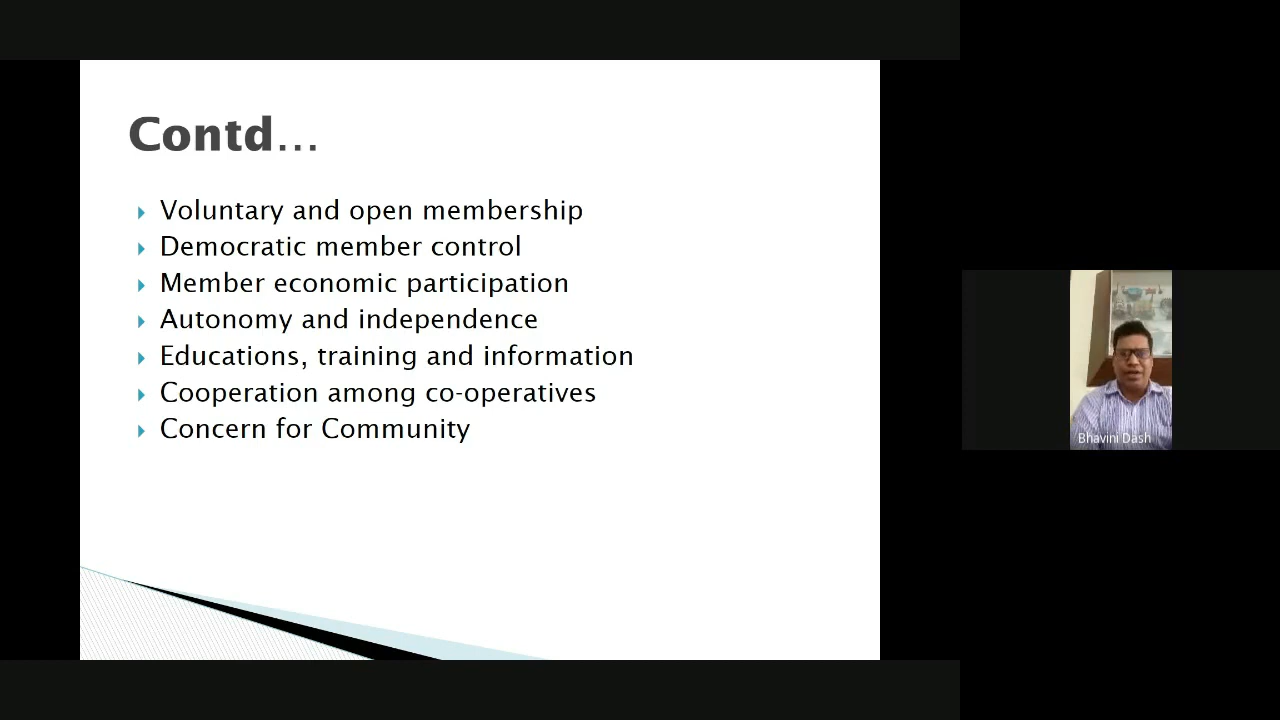 Contd...
Voluntary and open membership
Democratic member control
Member economic participation
Autonomy and independence
Educations, training and information
Cooperation among co-operatives
Concern for Community
Bhavini Dash